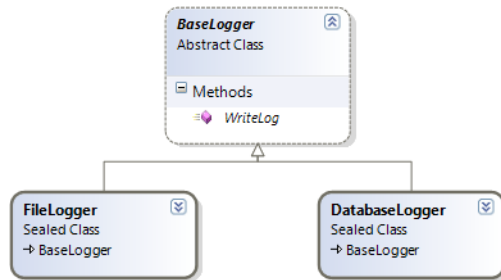 BaseLogger
Abstract Class
Methods
WriteLog
FileLogger
Sealed Class
BaseLogger
DatabaseLogger
Sealed Class
BaseLogger